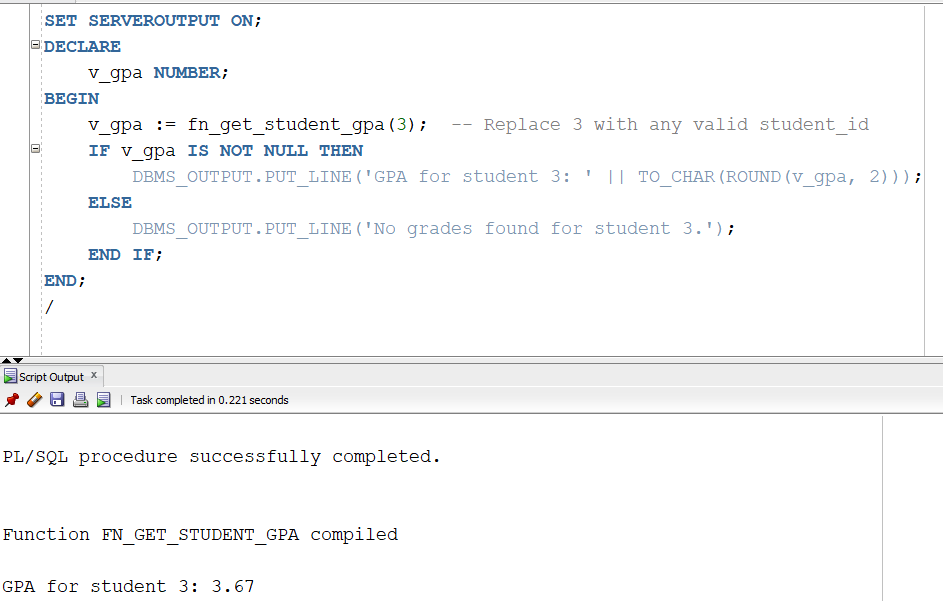 SET SERVEROUTPUT ON;
DECLARE
    v_gpa NUMBER;
BEGIN
    v_gpa := fn_get_student_gpa(3);  -- Replace 3 with any valid student_id
    IF v_gpa IS NOT NULL THEN
        DBMS_OUTPUT.PUT_LINE('GPA for student 3: ' || TO_CHAR(ROUND(v_gpa, 2)));
    ELSE
        DBMS_OUTPUT.PUT_LINE('No grades found for student 3.');
    END IF;
END;
/
Script Output x
Task completed in 0.221 seconds
PL/SQL procedure successfully completed.
Function FN_GET_STUDENT_GPA compiled
GPA for student 3: 3.67